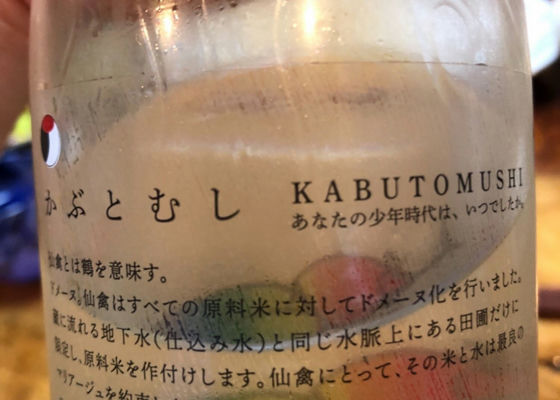 かぶとむし
KABUTOMUSHI
あなたの少年時代は、いつでしたか。
仙禽とは鶴を意味す。
ドメーヌ。仙禽はすべての原料米に対してドメーヌ化を行いました。
蔵に流れる地下水(仕込み水)と同じ水脈上にある田圃だけに
限定し、原料米を作付けします。仙禽にとって、その米と水は最良の
マリアージュを約束し